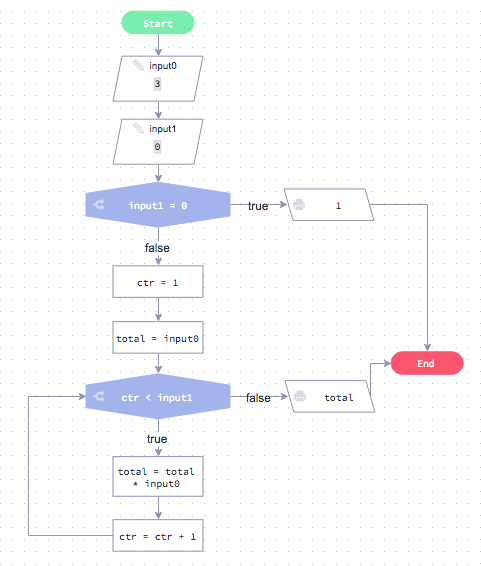 Start
input0
3
input1
0
input1 = 0
true
1
false
ctr = 1
total = input0
End
ctr < input1
false
total
true
total = total
* input0
ctr = ctr + 1